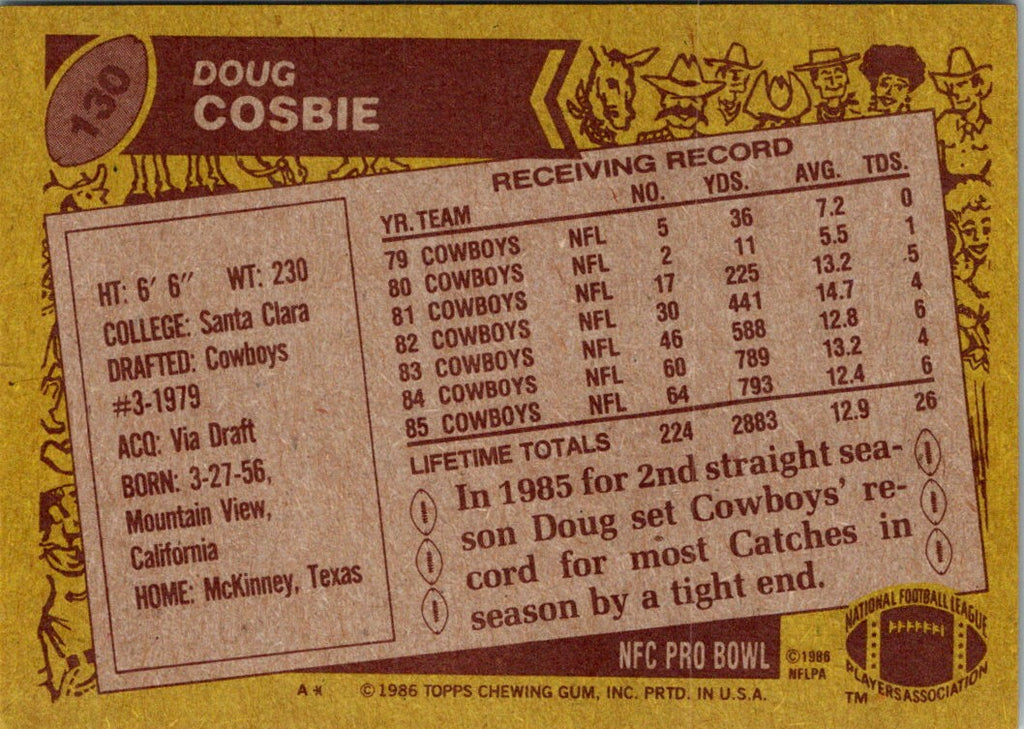 130
DOUG
COSBIE
RECEIVING RECORD
YR. TEAM NO. YDS. AVG. TDS.
79 COWBOYS NFL 5 36 7.2 0
80 COWBOYS NFL 2 11 5.5 1
81 COWBOYS NFL 17 225 13.2 5
82 COWBOYS NFL 30 441 14.7 4
83 COWBOYS NFL 46 588 12.8 6
84 COWBOYS NFL 60 789 13.2 4
85 COWBOYS NFL 64 793 12.4 6
LIFETIME TOTALS 224 2883 12.9 26
HT: 6' 6" WT: 230
COLLEGE: Santa Clara
DRAFTED: Cowboys
#3-1979
ACQ: Via Draft
BORN: 3-27-56,
Mountain View,
California
HOME: McKinney, Texas
In 1985 for 2nd straight sea-
son Doug set Cowboys' re-
cord for most Catches in
season by a tight end.
NFC PRO BOWL
©1986
NFLPA
NATIONAL FOOTBALL LEAGUE
PLAYERS ASSOCIATION
TM
A* © 1986 TOPPS CHEWING GUM, INC. PRTD. IN U.S.A.